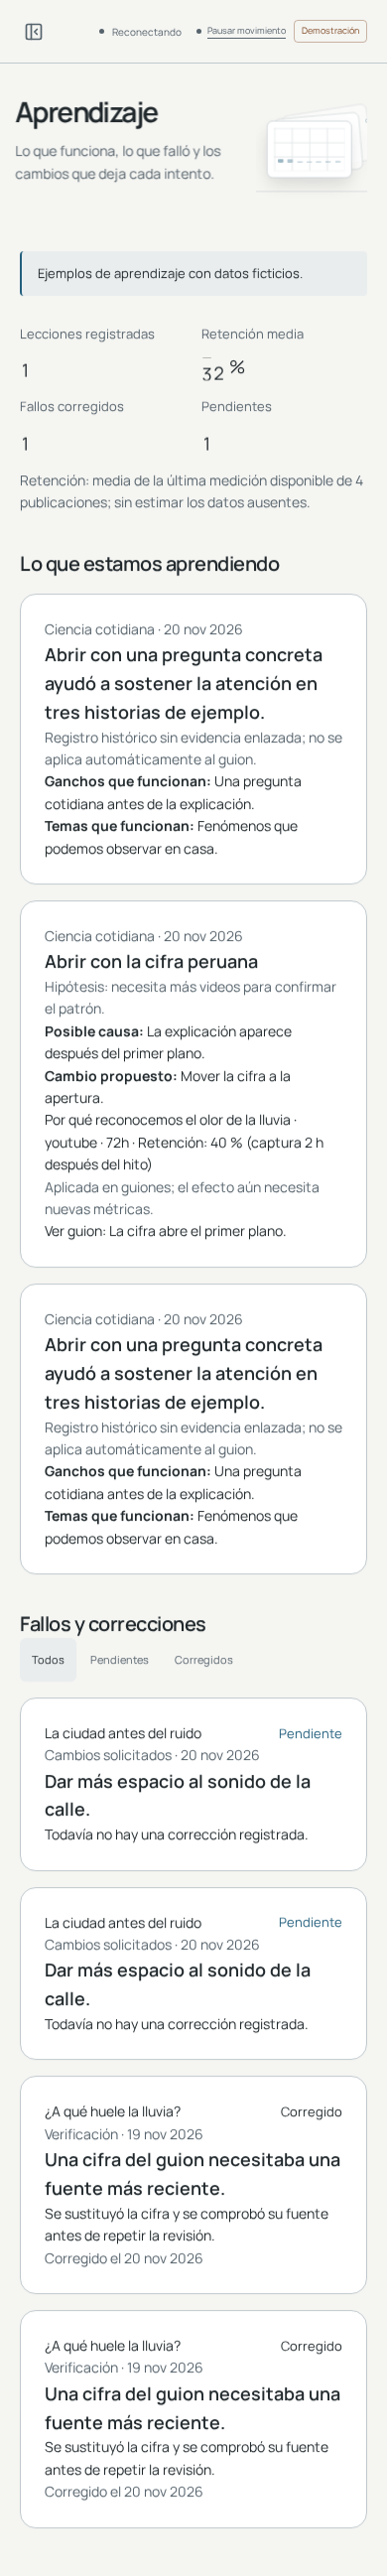 Reconectando
Pausar movimiento
Demostración
Aprendizaje
Lo que funciona, lo que falló y los
cambios que deja cada intento.
Ejemplos de aprendizaje con datos ficticios.
Lecciones registradas
1
Retención media
32 %
Fallos corregidos
1
Pendientes
1
Retención: media de la última medición disponible de 4
publicaciones; sin estimar los datos ausentes.
Lo que estamos aprendiendo
Ciencia cotidiana · 20 nov 2026
Abrir con una pregunta concreta
ayudó a sostener la atención en
tres historias de ejemplo.
Registro histórico sin evidencia enlazada; no se
aplica automáticamente al guion.
Ganchos que funcionan: Una pregunta
cotidiana antes de la explicación.
Temas que funcionan: Fenómenos que
podemos observar en casa.
Ciencia cotidiana · 20 nov 2026
Abrir con la cifra peruana
Hipótesis: necesita más videos para confirmar
el patrón.
Posible causa: La explicación aparece
después del primer plano.
Cambio propuesto: Mover la cifra a la
apertura.
Por qué reconocemos el olor de la lluvia ·
youtube · 72h · Retención: 40 % (captura 2 h
después del hito)
Aplicada en guiones; el efecto aún necesita
nuevas métricas.
Ver guion: La cifra abre el primer plano.
Ciencia cotidiana · 20 nov 2026
Abrir con una pregunta concreta
ayudó a sostener la atención en
tres historias de ejemplo.
Registro histórico sin evidencia enlazada; no se
aplica automáticamente al guion.
Ganchos que funcionan: Una pregunta
cotidiana antes de la explicación.
Temas que funcionan: Fenómenos que
podemos observar en casa.
Fallos y correcciones
Todos
Pendientes
Corregidos
La ciudad antes del ruido
Pendiente
Cambios solicitados · 20 nov 2026
Dar más espacio al sonido de la
calle.
Todavía no hay una corrección registrada.
La ciudad antes del ruido
Pendiente
Cambios solicitados · 20 nov 2026
Dar más espacio al sonido de la
calle.
Todavía no hay una corrección registrada.
¿A qué huele la lluvia?
Corregido
Verificación · 19 nov 2026
Una cifra del guion necesitaba una
fuente más reciente.
Se sustituyó la cifra y se comprobó su fuente
antes de repetir la revisión.
Corregido el 20 nov 2026
¿A qué huele la lluvia?
Corregido
Verificación · 19 nov 2026
Una cifra del guion necesitaba una
fuente más reciente.
Se sustituyó la cifra y se comprobó su fuente
antes de repetir la revisión.
Corregido el 20 nov 2026